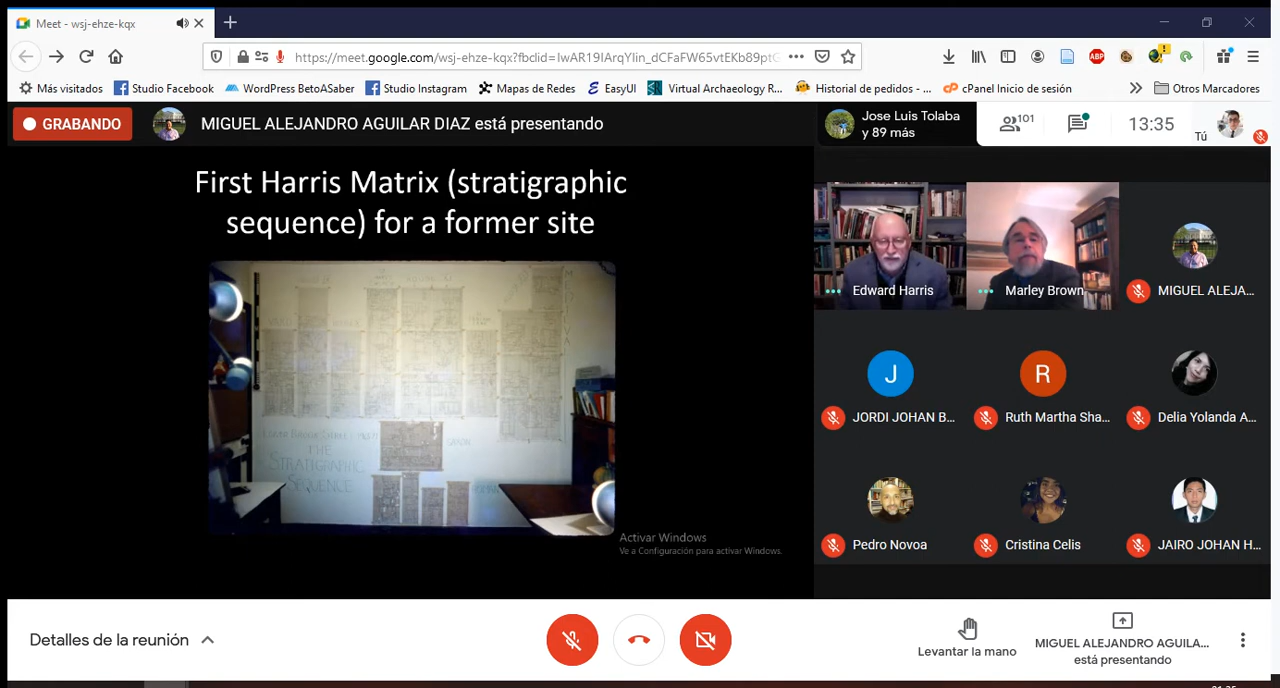 Meet - wsj-ehze-kqx
https://meet.google.com/wsj-ehze-kqx?fbclid=IwAR19IArqYIin_dCFaFW65vtEKb89ptG
ABP
Más visitados
Studio Facebook
WordPress BetoASaber
Studio Instagram
Mapas de Redes
EasyUI
Virtual Archaeology R...
Historial de pedidos - ...
cPanel Inicio de sesión
Otros Marcadores
GRABANDO
MIGUEL ALEJANDRO AGUILAR DIAZ está presentando
Jose Luis Tolaba
y 89 más
101
13:35
Tú
First Harris Matrix (stratigraphic
sequence) for a former site
THE
STRATIGRAPHIC
SEQUENCE
Activar Windows
Ve a Configuración para activar Windows.
Edward Harris
Marley Brown
MIGUEL ALEJA...
J
R
JORDI JOHAN B...
Ruth Martha Sha...
Delia Yolanda A...
Pedro Novoa
Cristina Celis
JAIRO JOHAN H...
Detalles de la reunión
Levantar la mano
MIGUEL ALEJANDRO AGUILA...
está presentando